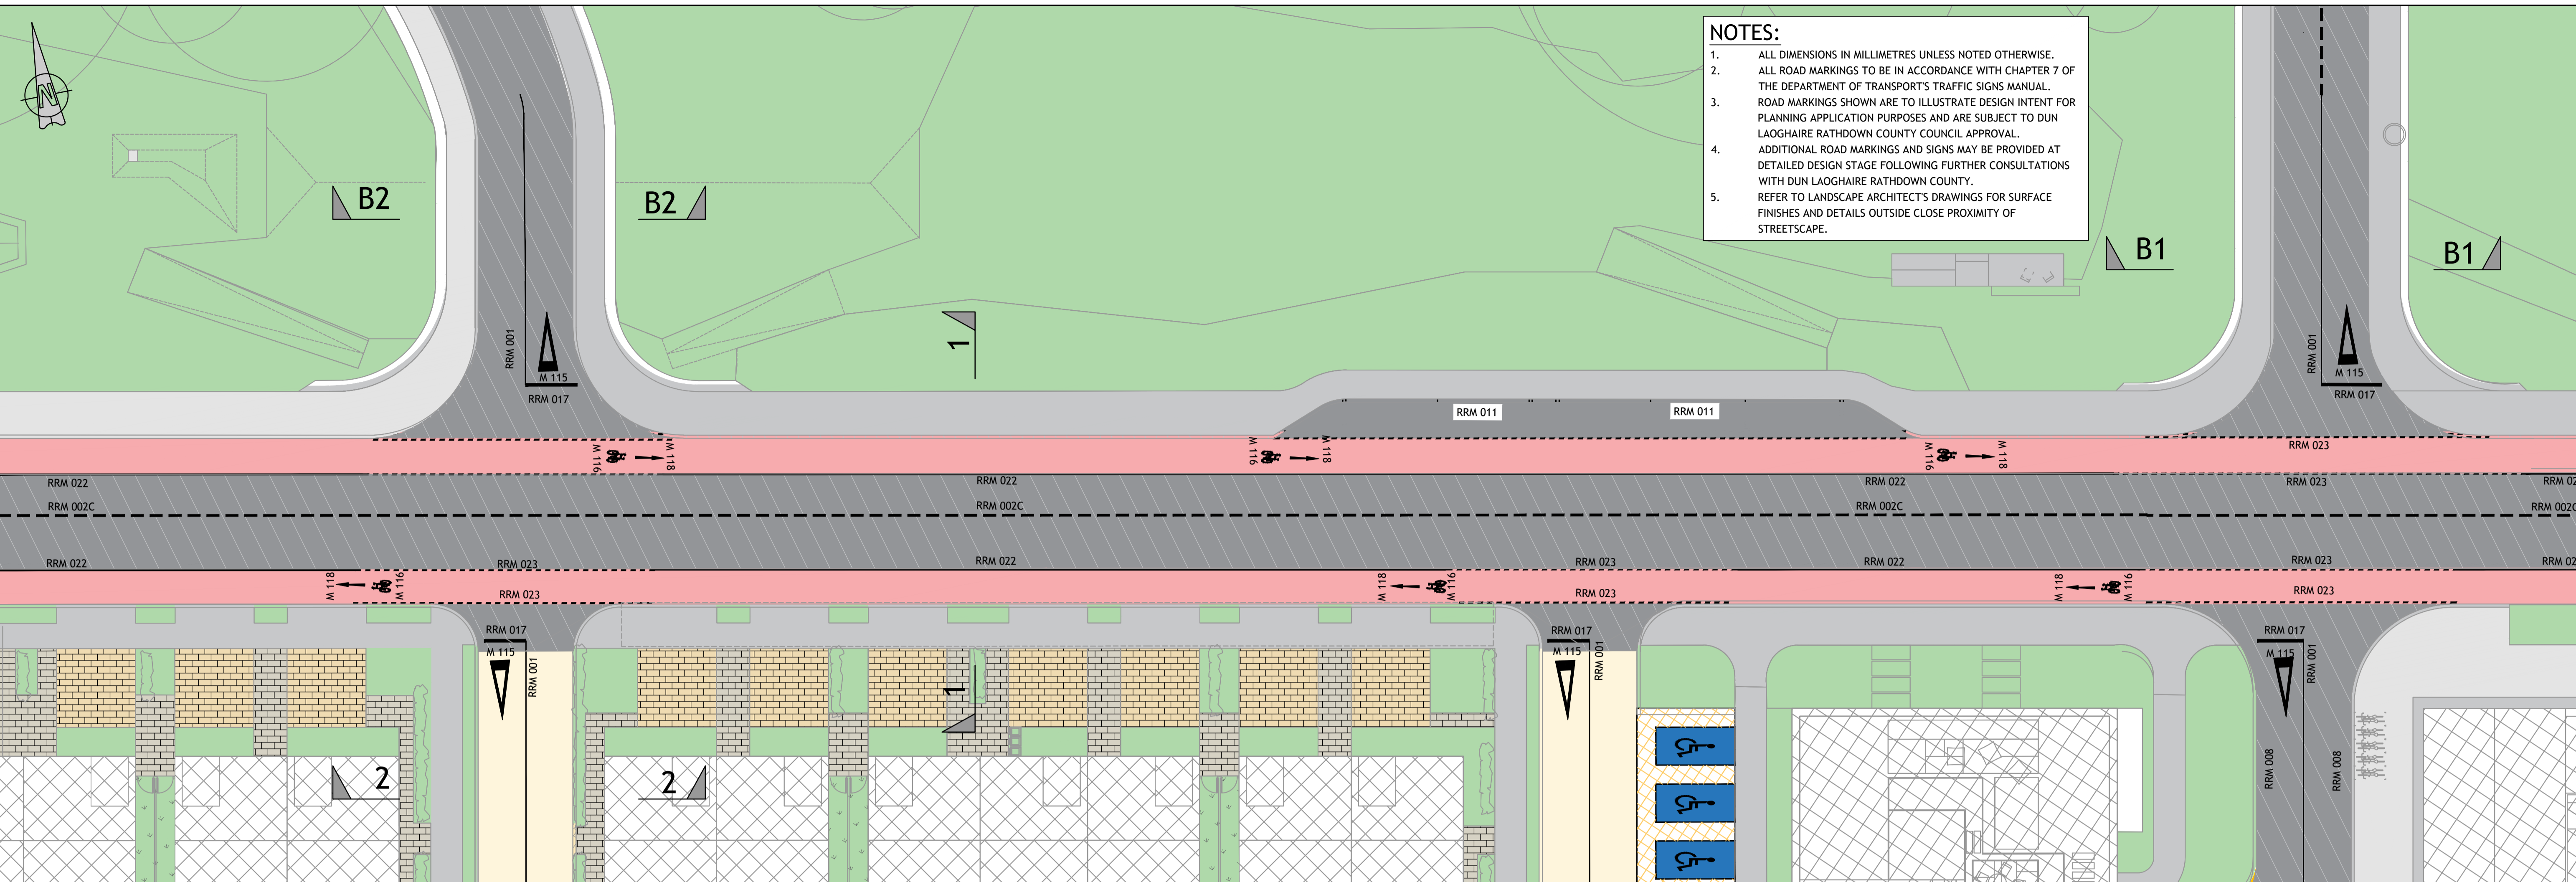 N
NOTES:
1. ALL DIMENSIONS IN MILLIMETRES UNLESS NOTED OTHERWISE.
2. ALL ROAD MARKINGS TO BE IN ACCORDANCE WITH CHAPTER 7 OF
THE DEPARTMENT OF TRANSPORT'S TRAFFIC SIGNS MANUAL.
3. ROAD MARKINGS SHOWN ARE TO ILLUSTRATE DESIGN INTENT FOR
PLANNING APPLICATION PURPOSES AND ARE SUBJECT TO DUN
LAOGHAIRE RATHDOWN COUNTY COUNCIL APPROVAL.
4. ADDITIONAL ROAD MARKINGS AND SIGNS MAY BE PROVIDED AT
DETAILED DESIGN STAGE FOLLOWING FURTHER CONSULTATIONS
WITH DUN LAOGHAIRE RATHDOWN COUNTY.
5. REFER TO LANDSCAPE ARCHITECT'S DRAWINGS FOR SURFACE
FINISHES AND DETAILS OUTSIDE CLOSE PROXIMITY OF
STREETSCAPE.
B2
B2
B1
B1
1
RRM 001
M 115
RRM 017
RRM 001
M 115
RRM 017
RRM 011
RRM 011
M 116
M 118
M 116
M 118
M 116
M 118
RRM 023
RRM 022
RRM 022
RRM 022
RRM 023
RRM 02
RRM 002C
RRM 002C
RRM 002C
RRM 002C
RRM 022
RRM 023
RRM 022
RRM 023
RRM 022
RRM 023
RRM 02
M 118
M 116
M 118
M 116
M 118
M 116
RRM 023
RRM 023
RRM 023
RRM 017
M 115
RRM 001
RRM 017
M 115
RRM 001
RRM 017
M 115
RRM 001
1
2
2
RRM 008
RRM 008